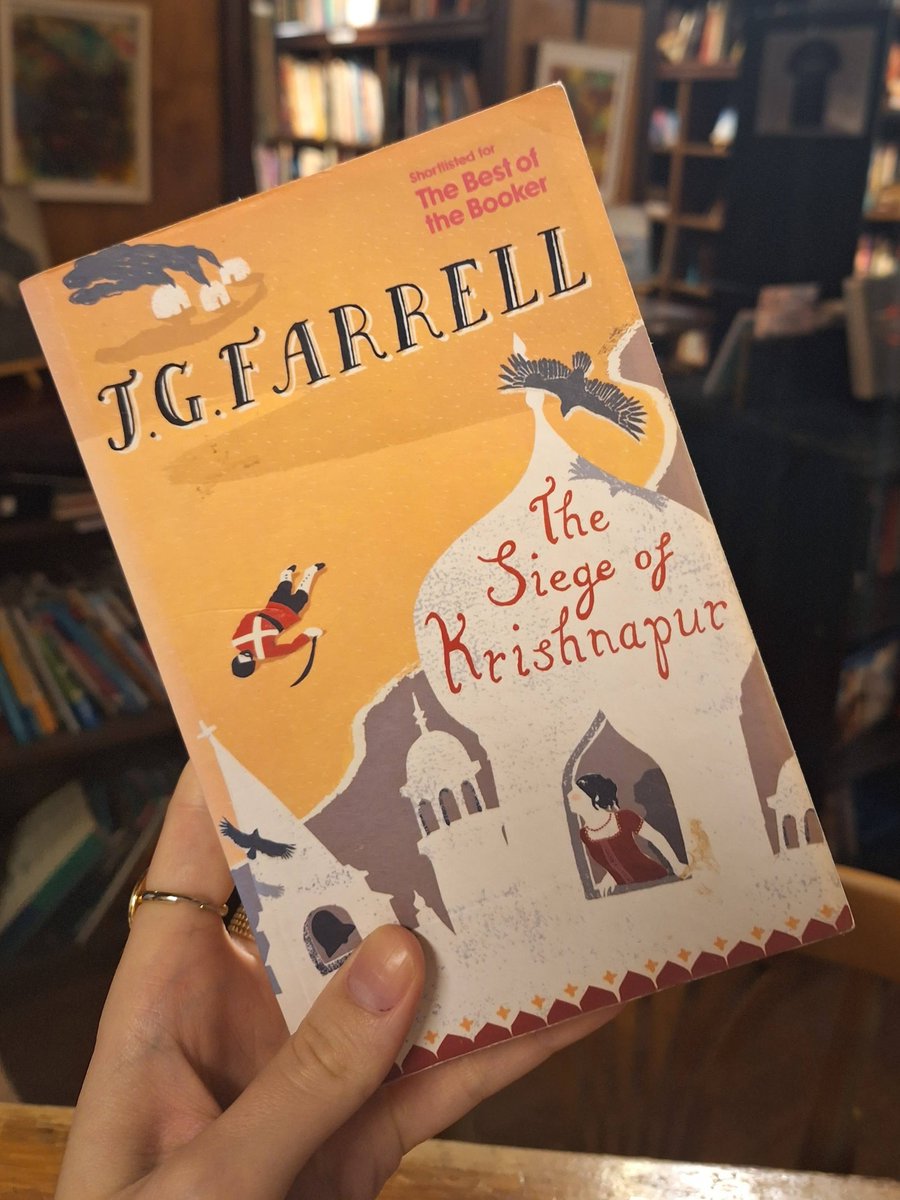 Shortlisted for
The Best of
the Booker
J.G.FARRELL
The
Siege of
Krishnapur